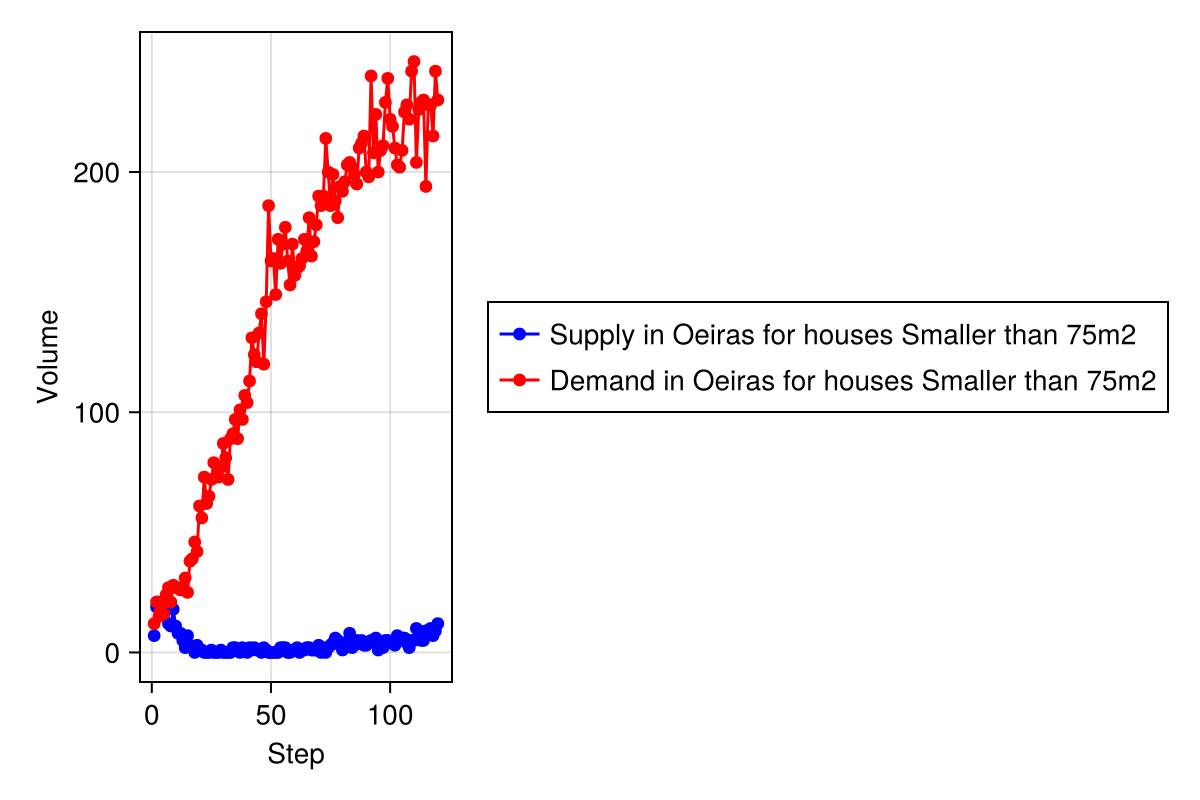 200
100
0
Volume
0 50 100
Step
Supply in Oeiras for houses Smaller than 75m2
Demand in Oeiras for houses Smaller than 75m2